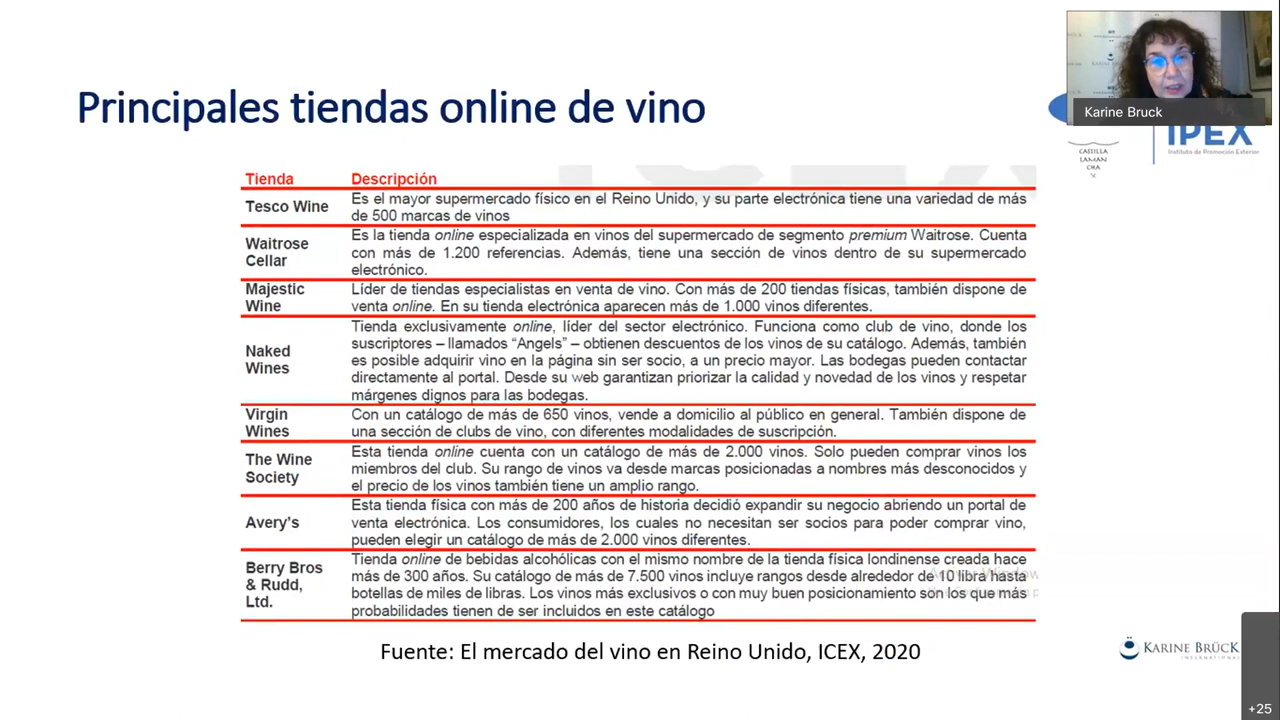 Principales tiendas online de vino
Karine Bruck
IPEX
Instituto de Promoción Exterior
CASTILLA
LAMAN
CHA
Tienda Descripción
Tesco Wine Es el mayor supermercado físico en el Reino Unido, y su parte electrónica tiene una variedad de más
de 500 marcas de vinos
Waitrose Cellar Es la tienda online especializada en vinos del supermercado de segmento premium Waitrose. Cuenta
con más de 1.200 referencias. Además, tiene una sección de vinos dentro de su supermercado
electrónico.
Majestic Wine Líder de tiendas especialistas en venta de vino. Con más de 200 tiendas físicas, también dispone de
venta online. En su tienda electrónica aparecen más de 1.000 vinos diferentes.
Naked Wines Tienda exclusivamente online, líder del sector electrónico. Funciona como club de vino, donde los
suscriptores – llamados “Angels” – obtienen descuentos de los vinos de su catálogo. Además, también
es posible adquirir vino en la página sin ser socio, a un precio mayor. Las bodegas pueden contactar
directamente al portal. Desde su web garantizan priorizar la calidad y novedad de los vinos y respetar
márgenes dignos para las bodegas.
Virgin Wines Con un catálogo de más de 650 vinos, vende a domicilio al público en general. También dispone de
una sección de clubs de vino, con diferentes modalidades de suscripción.
The Wine Society Esta tienda online cuenta con un catálogo de más de 2.000 vinos. Solo pueden comprar vinos los
miembros del club. Su rango de vinos va desde marcas posicionadas a nombres más desconocidos y
el precio de los vinos también tiene un amplio rango.
Avery’s Esta tienda física con más de 200 años de historia decidió expandir su negocio abriendo un portal de
venta electrónica. Los consumidores, los cuales no necesitan ser socios para poder comprar vino,
pueden elegir un catálogo de más de 2.000 vinos diferentes.
Berry Bros & Rudd, Ltd. Tienda online de bebidas alcohólicas con el mismo nombre de la tienda física londinense creada hace
más de 300 años. Su catálogo de más de 7.500 vinos incluye rangos desde alrededor de 10 libra hasta
botellas de miles de libras. Los vinos más exclusivos o con muy buen posicionamiento son los que más
probabilidades tienen de ser incluidos en este catálogo
Fuente: El mercado del vino en Reino Unido, ICEX, 2020
KARINE BRÜCK
INTERNATIONAL
+25